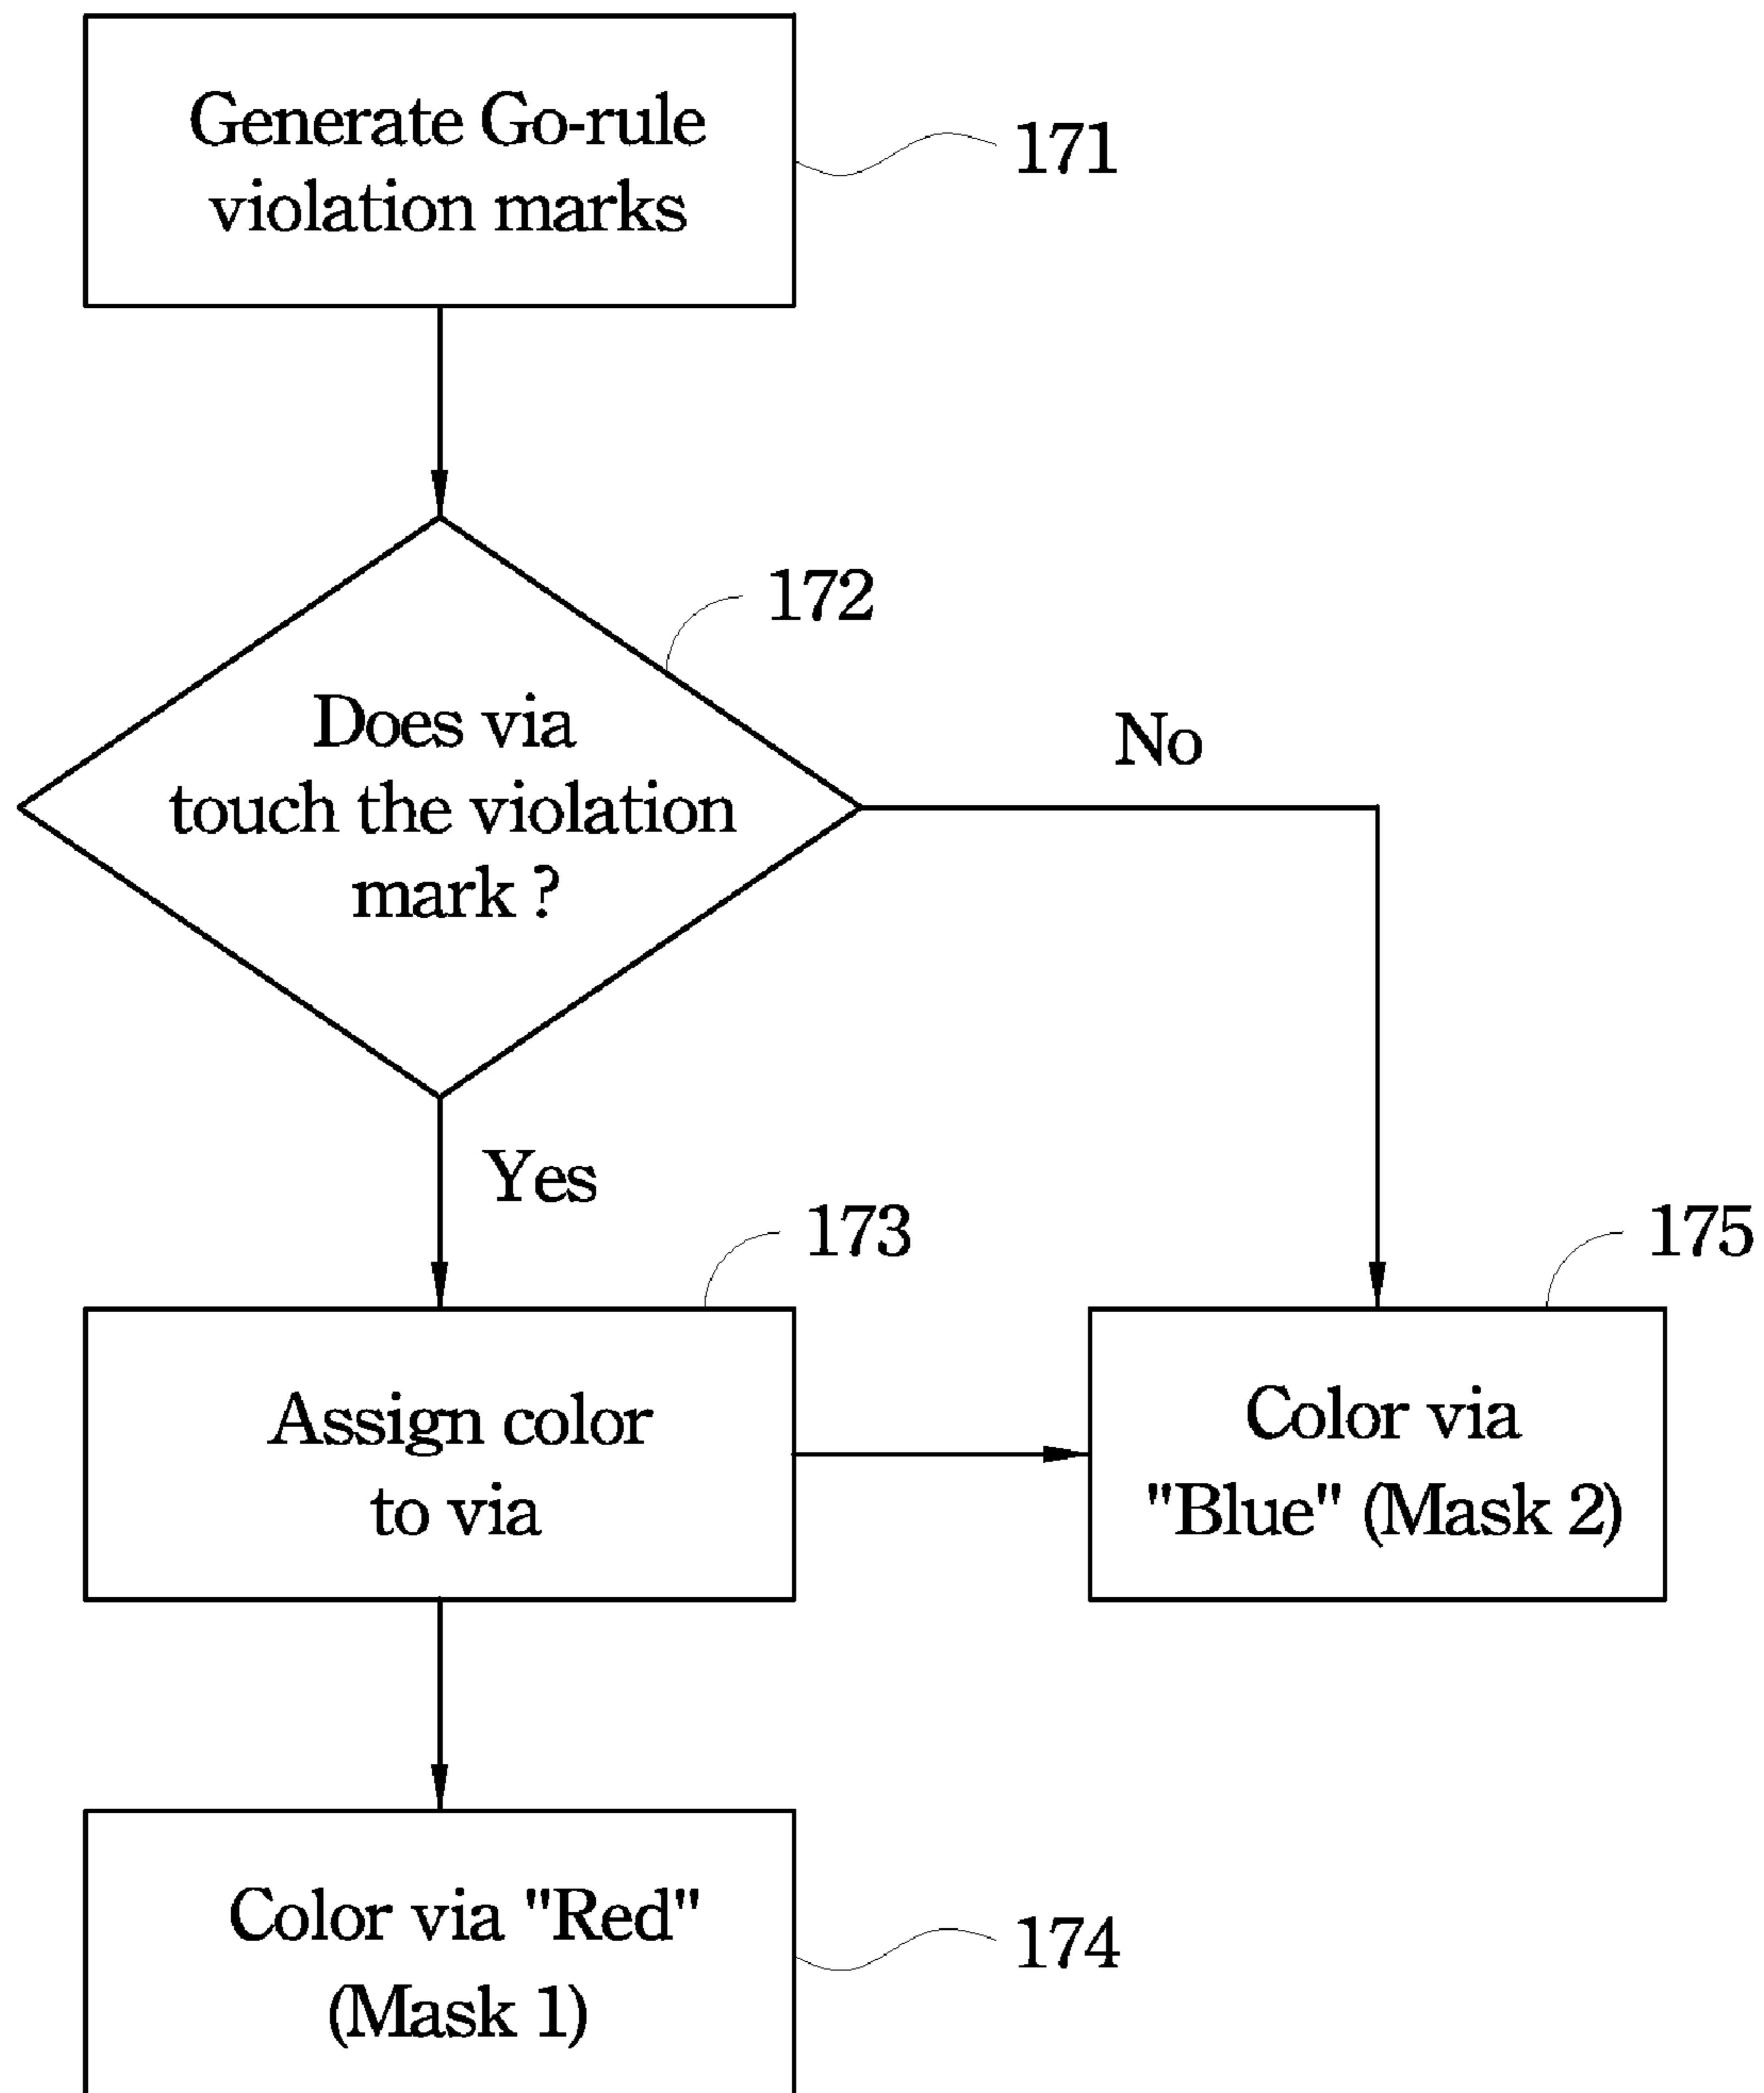 Generate Go-rule
violation marks
171
172
Does via
touch the violation
mark ?
No
Yes
173
175
Assign color
to via
Color via
"Blue" (Mask 2)
Color via "Red"
(Mask 1)
174